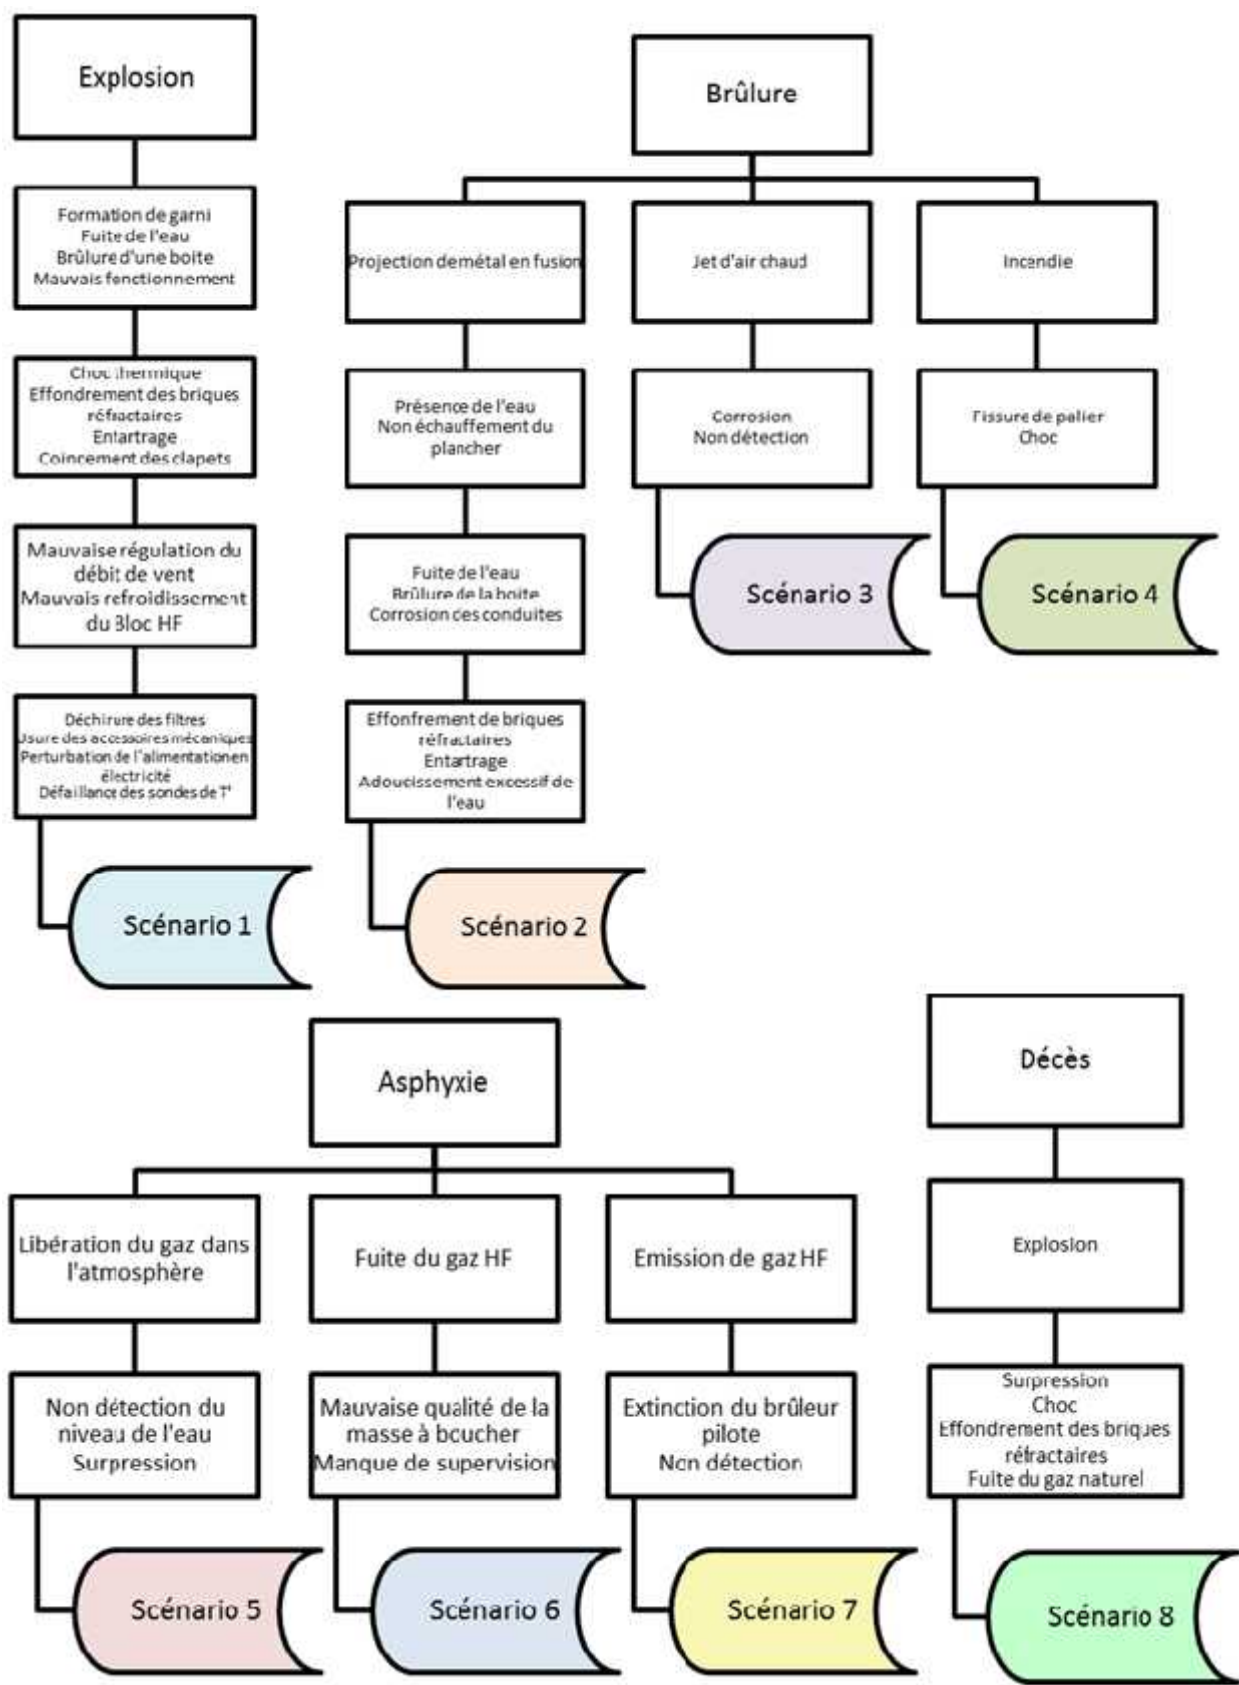 Explosion
Formation de garni
Fuite de l'eau
Brûlure d'une boite
Mauvais fonctionnement
Choc thermique
Effondrement des briques
réfractaires
Entartrage
Coincement des clapets
Mauvaise régulation du
débit de vent
Mauvais refroidissement
du Bloc HF
Déchirure des filtres
Usure des accessoires mécaniques
Perturbation de l'alimentation en
électricité
Défaillance des sondes de T°
Scénario 1
Brûlure
Projection de métal en fusion
Présence de l'eau
Non échauffement du
plancher
Fuite de l'eau
Brûlure de la boite
Corrosion des conduites
Effonfrement de briques
réfractaires
Entartrage
Adoucissement excessif de
l'eau
Scénario 2
Jet d'air chaud
Corrosion
Non détection
Scénario 3
Incendie
Fissure de palier
Choc
Scénario 4
Asphyxie
Libération du gaz dans
l'atmosphère
Non détection du
niveau de l'eau
Surpression
Scénario 5
Fuite du gaz HF
Mauvaise qualité de la
masse à boucher
Manque de supervision
Scénario 6
Emission de gaz HF
Extinction du brûleur
pilote
Non détection
Scénario 7
Décès
Explosion
Surpression
Choc
Effondrement des briques
réfractaires
Fuite du gaz naturel
Scénario 8